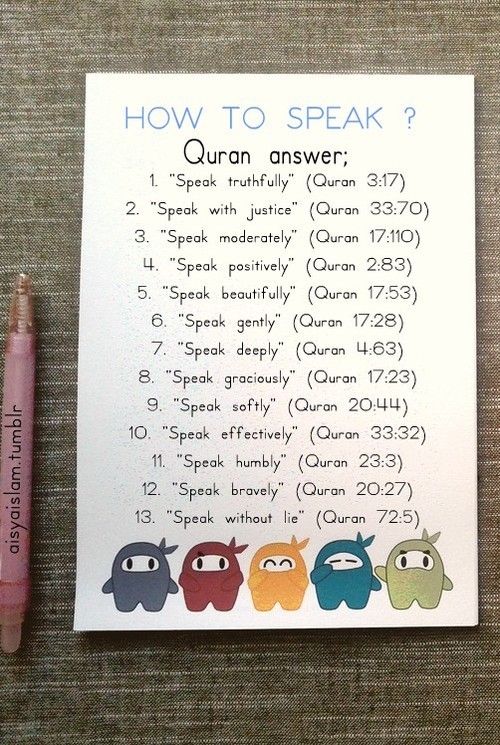 HOW TO SPEAK ?
Quran answer;
1. "Speak truthfully" (Quran 3:17)
2. "Speak with justice" (Quran 33:70)
3. "Speak moderately" (Quran 17:110)
4. "Speak positively" (Quran 2:83)
5. "Speak beautifully" (Quran 17:53)
6. "Speak gently" (Quran 17:28)
7. "Speak deeply" (Quran 4:63)
8. "Speak graciously" (Quran 17:23)
9. "Speak softly" (Quran 20:44)
10. "Speak effectively" (Quran 33:32)
11. "Speak humbly" (Quran 23:3)
12. "Speak bravely" (Quran 20:27)
13. "Speak without lie" (Quran 72:5)
aisyaislam.tumblr